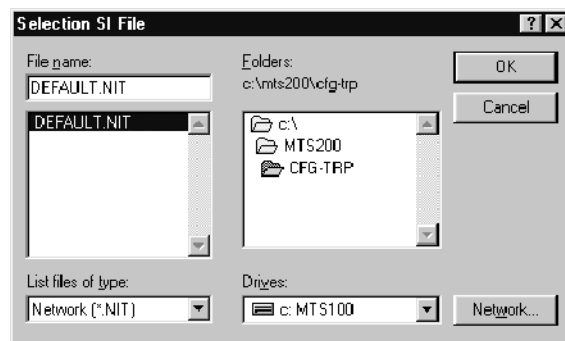 Selection SI File
File name:
DEFAULT.NIT
DEFAULT.NIT
List files of type:
Network (*.NIT)
Folders:
c:\mts200\cfg-trp
c:\
MTS200
CFG-TRP
Drives:
c: MTS100
OK
Cancel
Network...